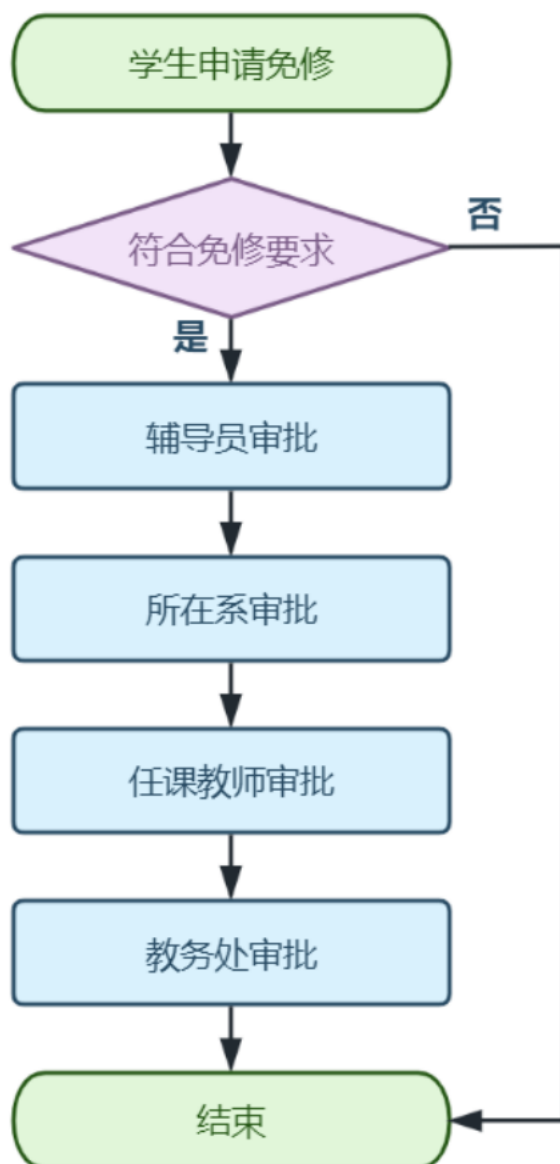 学生申请免修
符合免修要求
否
是
辅导员审批
所在系审批
任课教师审批
教务处审批
结束